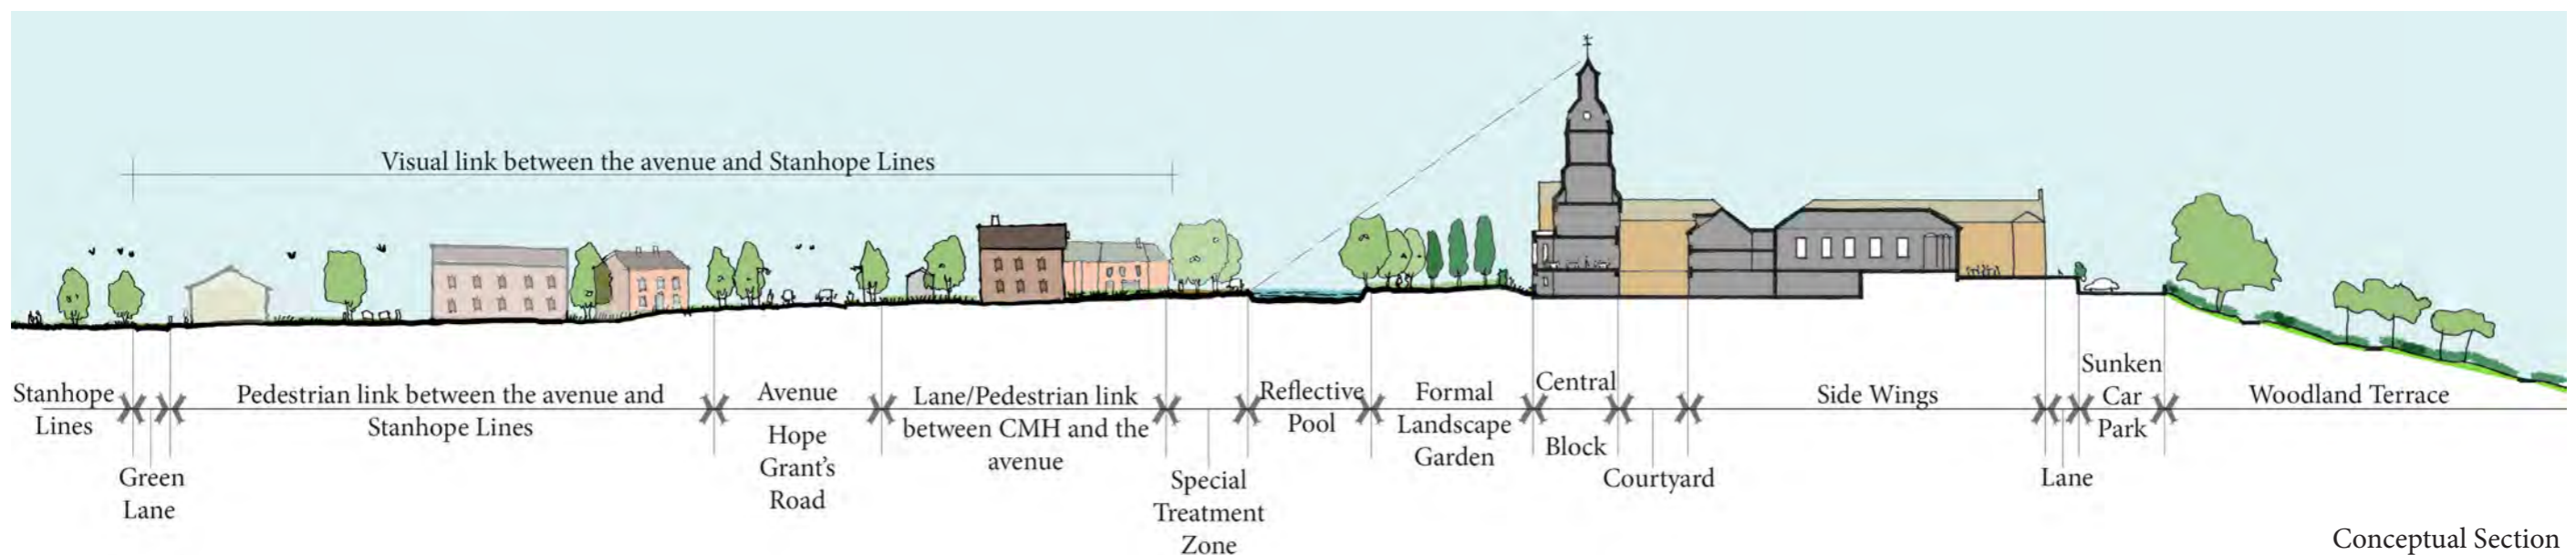 Visual link between the avenue and Stanhope Lines
Stanhope
Lines
Green
Lane
Pedestrian link between the avenue and
Stanhope Lines
Avenue
Hope
Grant's
Road
Lane/Pedestrian link
between CMH and the
avenue
Special
Treatment
Zone
Reflective
Pool
Formal
Landscape
Garden
Central
Block
Courtyard
Side Wings
Lane
Sunken
Car
Park
Woodland Terrace
Conceptual Section